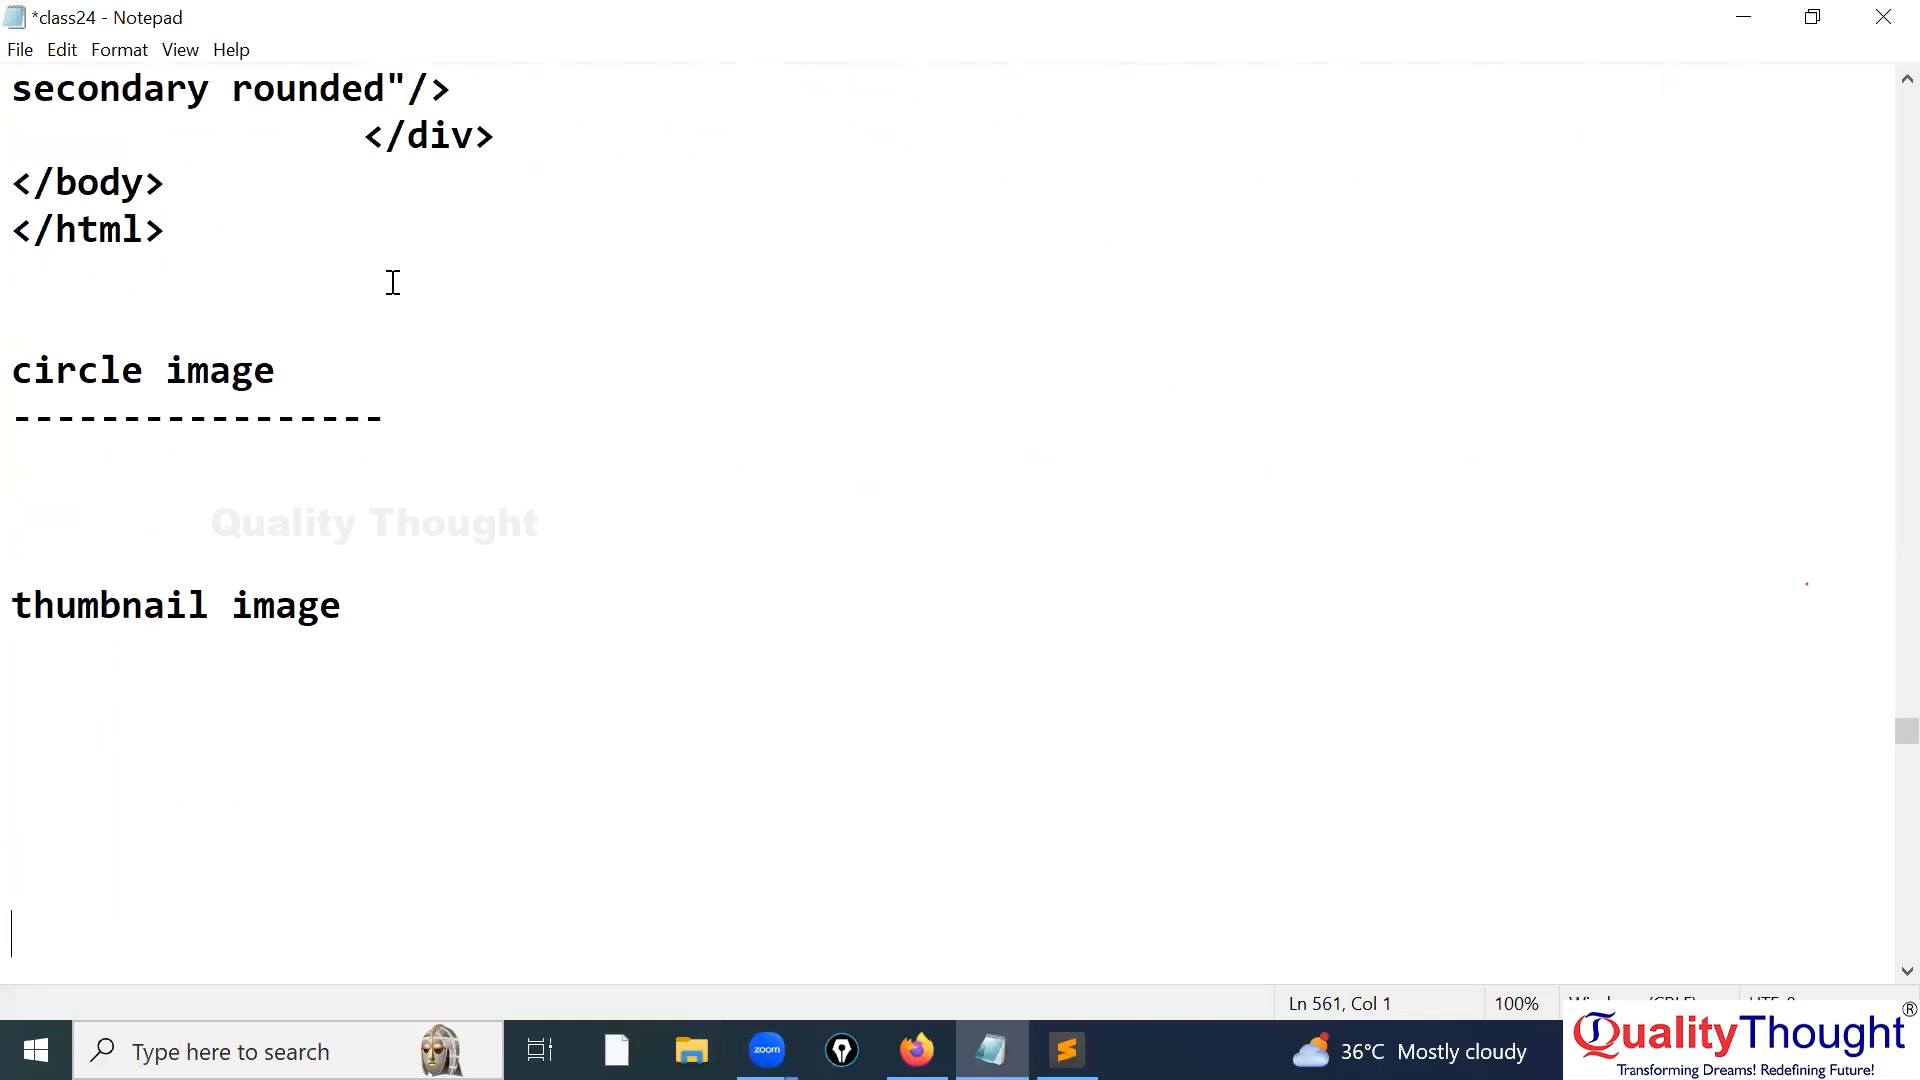 *class24 - Notepad
File Edit Format View Help
secondary rounded"/>
</div>
</body>
</html>
circle image
-----------------
Quality Thought
thumbnail image
Ln 561, Col 1 100%
Type here to search
zoom
36°C Mostly cloudy
QualityThought®
Transforming Dreams! Redefining Future!